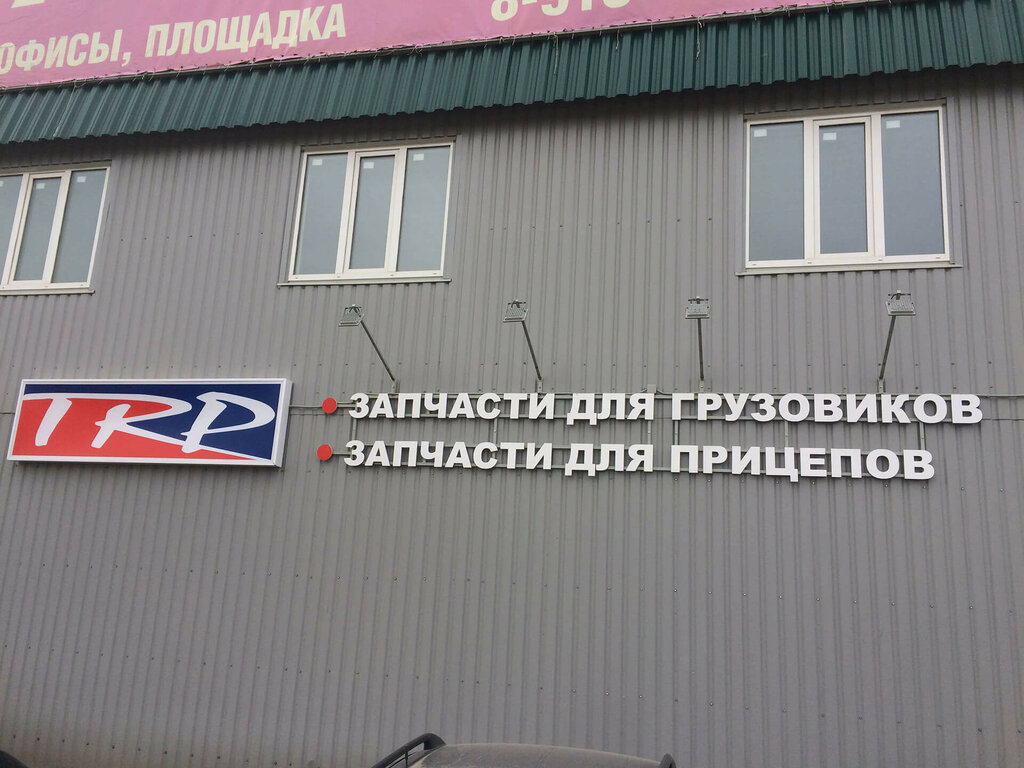 ОФИСЫ, ПЛОЩАДКА
TRP
ЗАПЧАСТИ ДЛЯ ГРУЗОВИКОВ
ЗАПЧАСТИ ДЛЯ ПРИЦЕПОВ